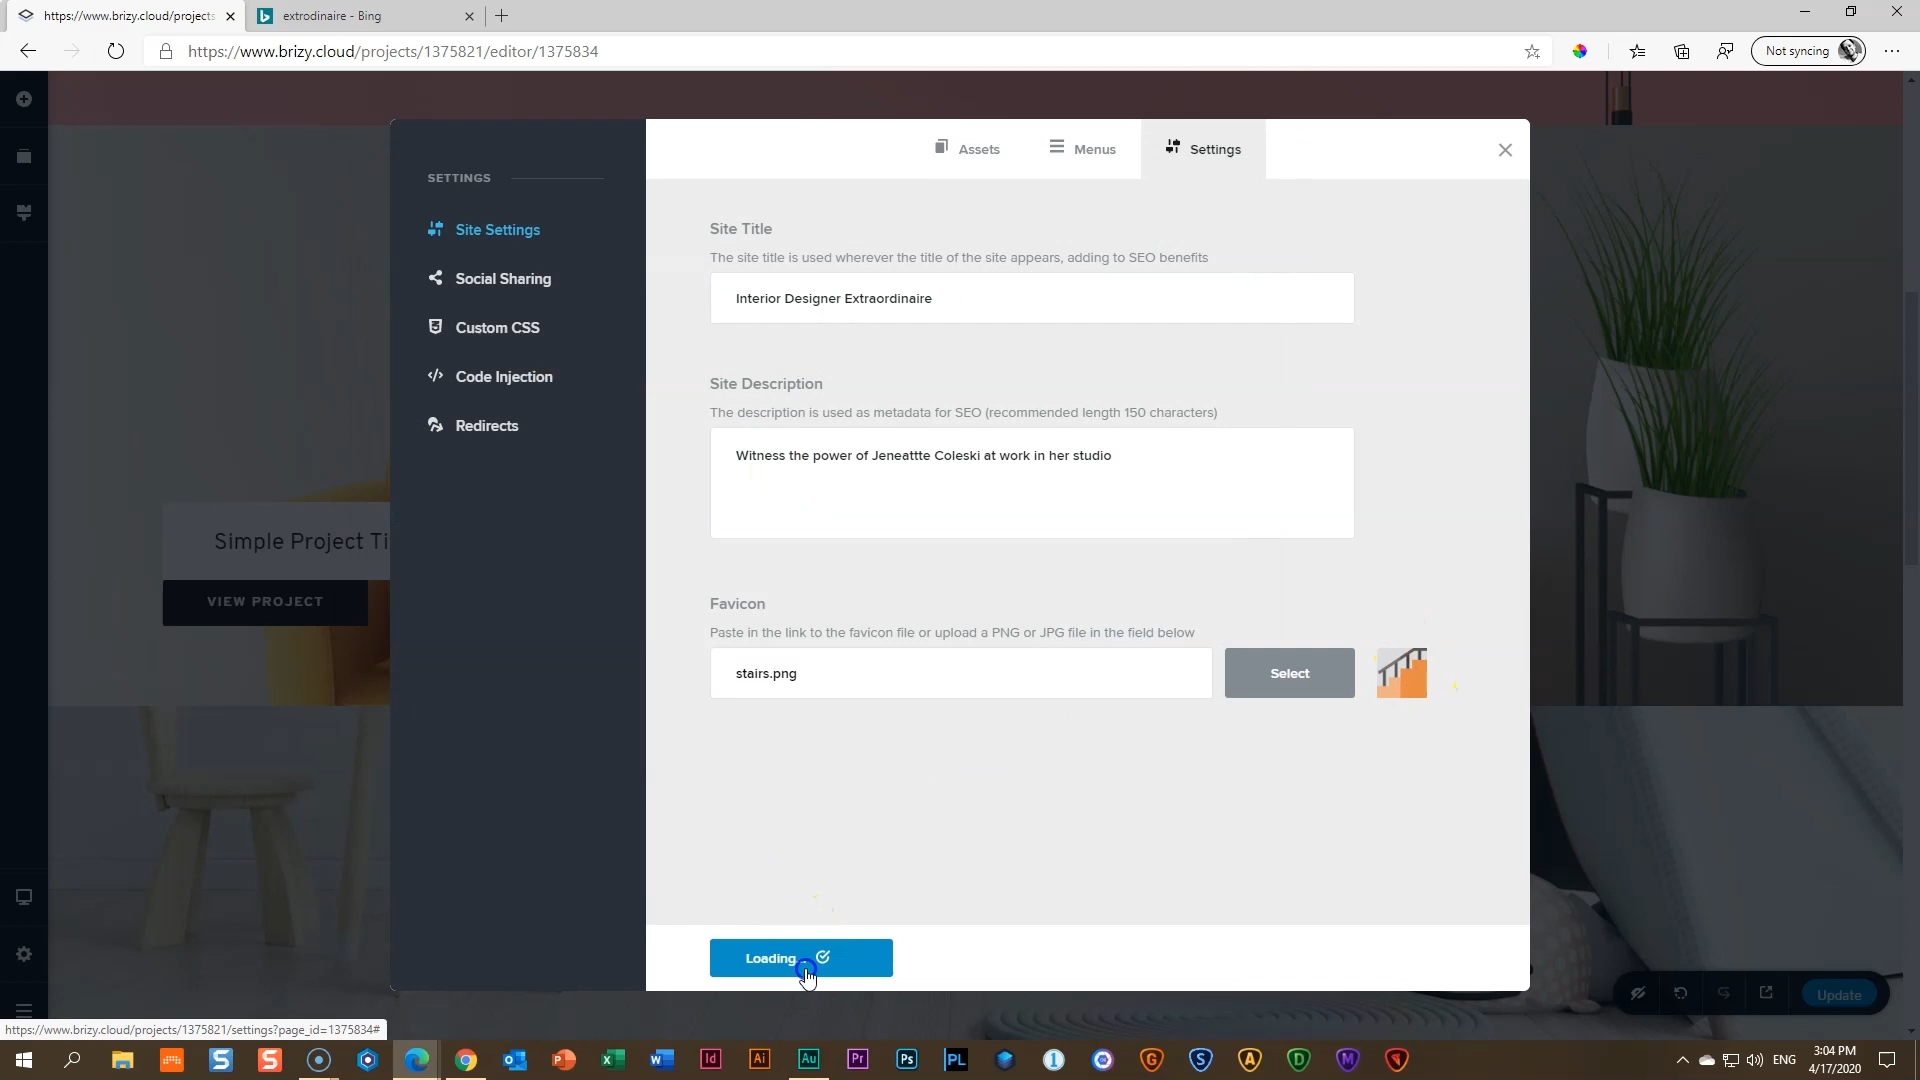 https://www.brizy.cloud/projects
extrodinaire - Bing
https://www.brizy.cloud/projects/1375821/editor/1375834
Not syncing
Assets
Menus
Settings
SETTINGS
Site Settings
Social Sharing
Custom CSS
Code Injection
Redirects
Site Title
The site title is used wherever the title of the site appears, adding to SEO benefits
Interior Designer Extraordinaire
Site Description
The description is used as metadata for SEO (recommended length 150 characters)
Witness the power of Jeneattte Coleski at work in her studio
Favicon
Paste in the link to the favicon file or upload a PNG or JPG file in the field below
stairs.png
Select
Simple Project Ti
VIEW PROJECT
Loading...
Update
https://www.brizy.cloud/projects/1375821/settings?page_id=1375834#
ENG
3:04 PM
4/17/2020